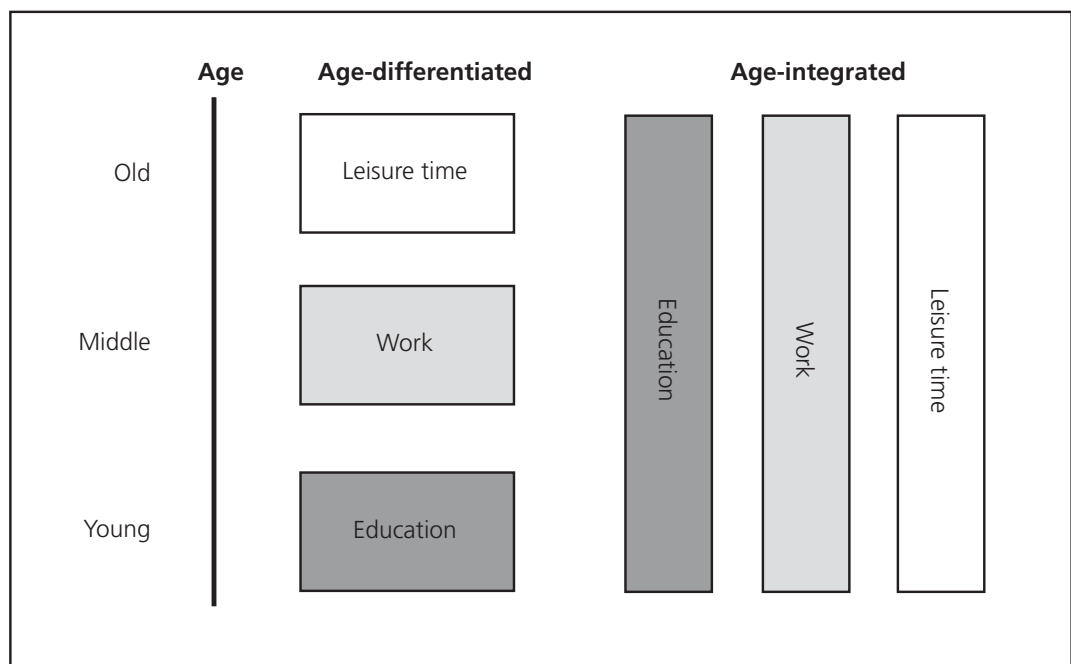 Age
Age-differentiated
Age-integrated
Old
Leisure time
Middle
Work
Young
Education
Education
Work
Leisure time